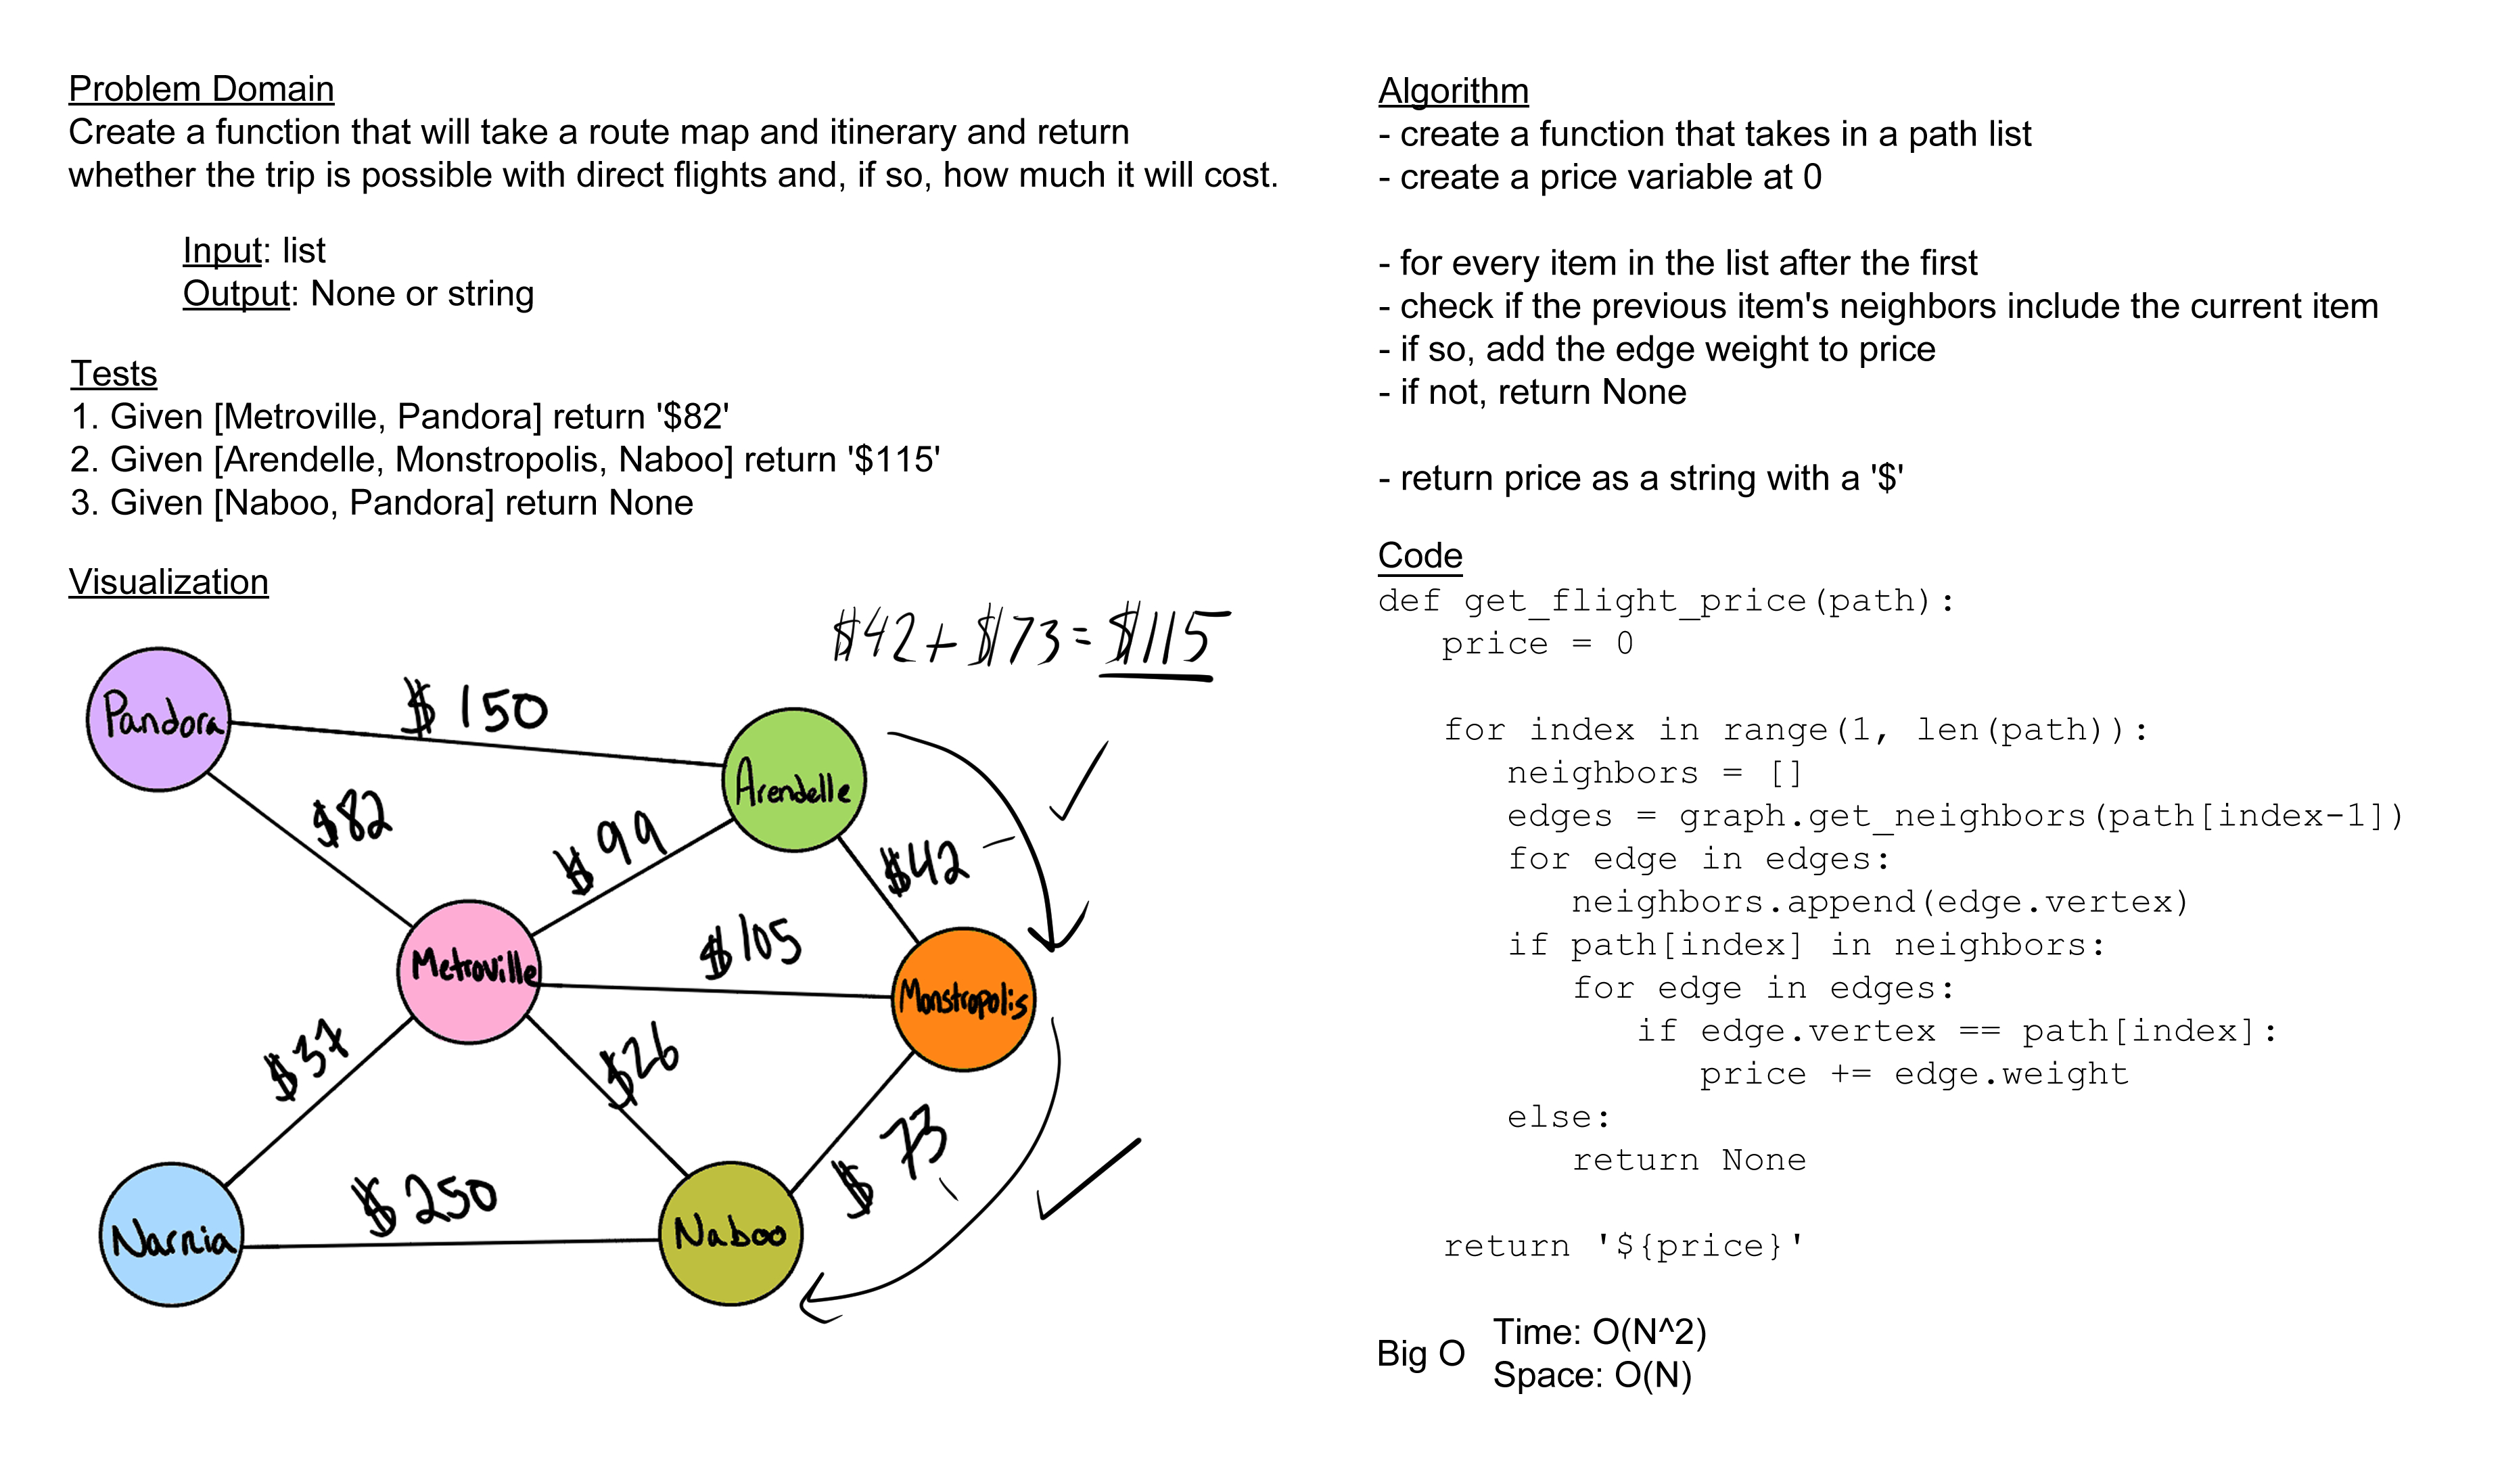 Problem Domain
Create a function that will take a route map and itinerary and return
whether the trip is possible with direct flights and, if so, how much it will cost.
Input: list
Output: None or string
Tests
1. Given [Metroville, Pandora] return '$82'
2. Given [Arendelle, Monstropolis, Naboo] return '$115'
3. Given [Naboo, Pandora] return None
Visualization
$42 + $73 = $115
Pandora
$150
Arendelle
$82
$99
$42
Metroville
$105
Monstropolis
$37
$26
$73
Narnia
$250
Naboo
Algorithm
- create a function that takes in a path list
- create a price variable at 0
- for every item in the list after the first
- check if the previous item's neighbors include the current item
- if so, add the edge weight to price
- if not, return None
- return price as a string with a '$'
Code
def get_flight_price(path):
price = 0
for index in range(1, len(path)):
neighbors = []
edges = graph.get_neighbors(path[index-1])
for edge in edges:
neighbors.append(edge.vertex)
if path[index] in neighbors:
for edge in edges:
if edge.vertex == path[index]:
price += edge.weight
else:
return None
return '${price}'
Big O
Time: O(N^2)
Space: O(N)